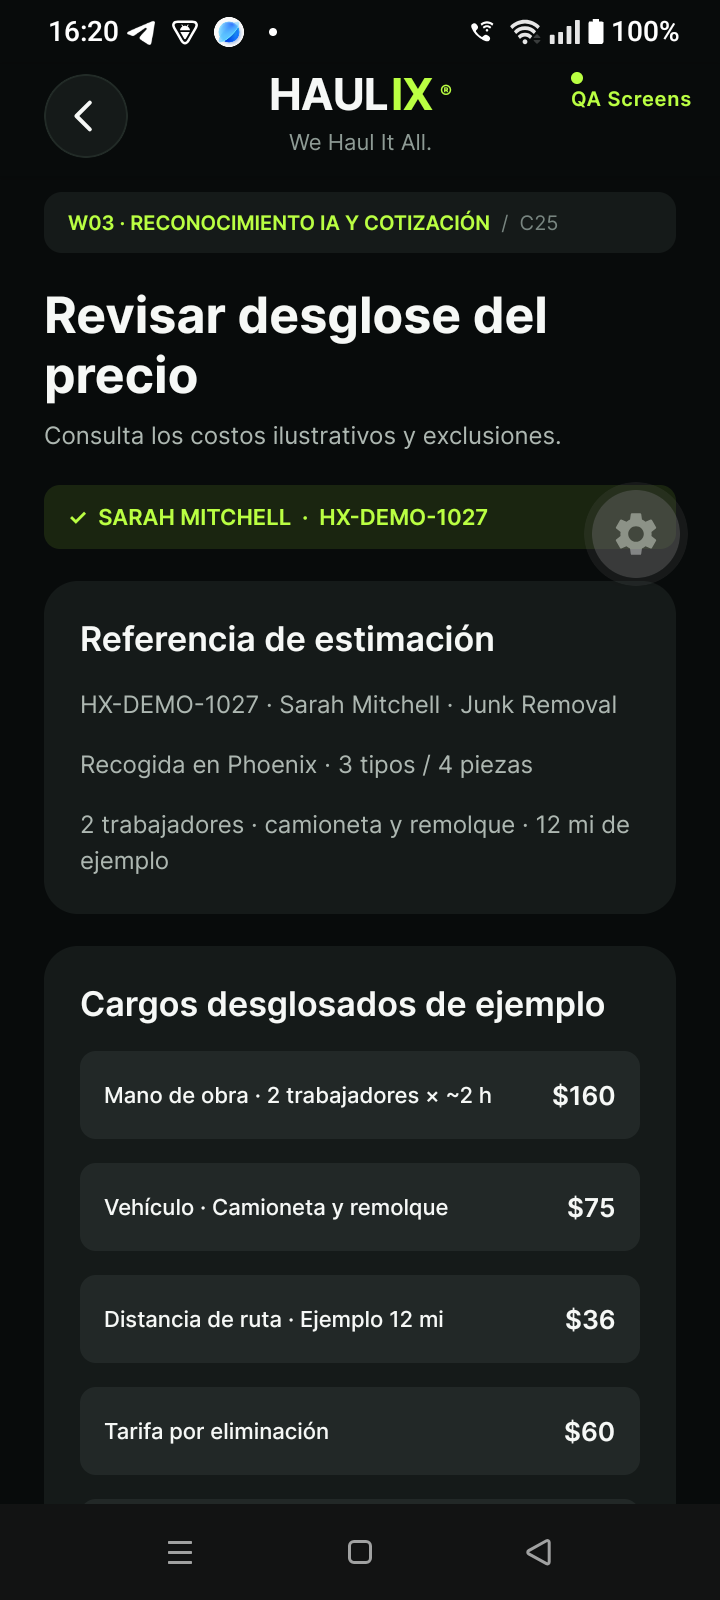 16:20
100%
HAULIX ®
QA Screens
We Haul It All.
W03 · RECONOCIMIENTO IA Y COTIZACIÓN / C25
Revisar desglose del
precio
Consulta los costos ilustrativos y exclusiones.
✓ SARAH MITCHELL · HX-DEMO-1027
Referencia de estimación
HX-DEMO-1027 · Sarah Mitchell · Junk Removal
Recogida en Phoenix · 3 tipos / 4 piezas
2 trabajadores · camioneta y remolque · 12 mi de
ejemplo
Cargos desglosados de ejemplo
Mano de obra · 2 trabajadores × ~2 h $160
Vehículo · Camioneta y remolque $75
Distancia de ruta · Ejemplo 12 mi $36
Tarifa por eliminación $60